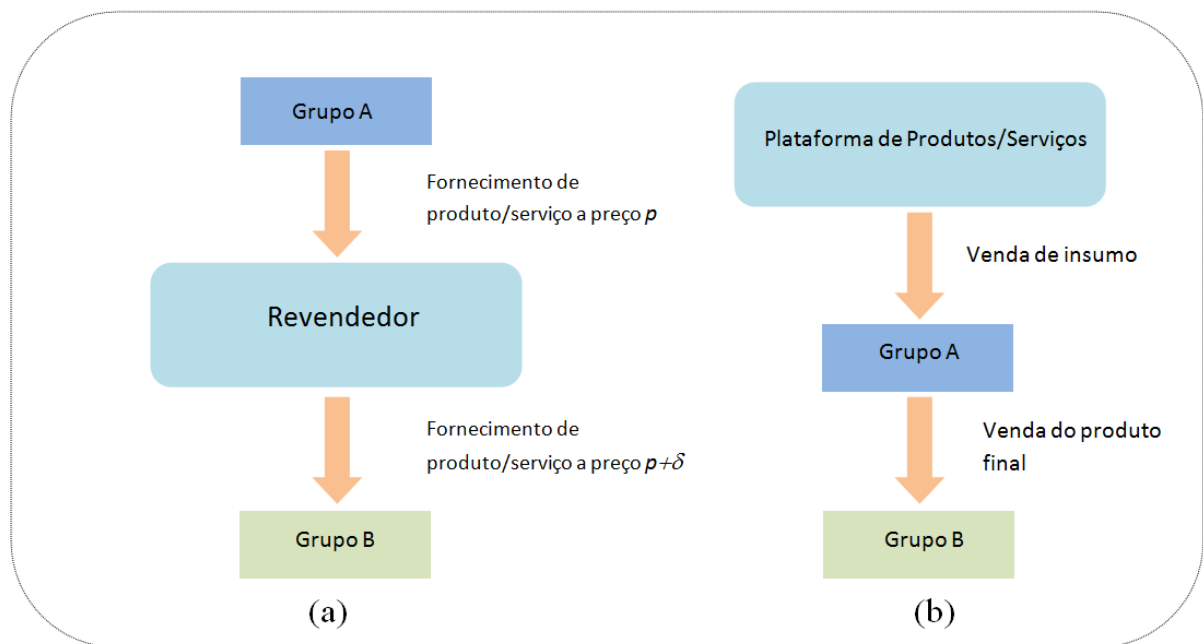 Grupo A
Fornecimento de
produto/serviço a preço p
Revendedor
Fornecimento de
produto/serviço a preço p+δ
Grupo B
(a)
Plataforma de Produtos/Serviços
Venda de insumo
Grupo A
Venda do produto
final
Grupo B
(b)